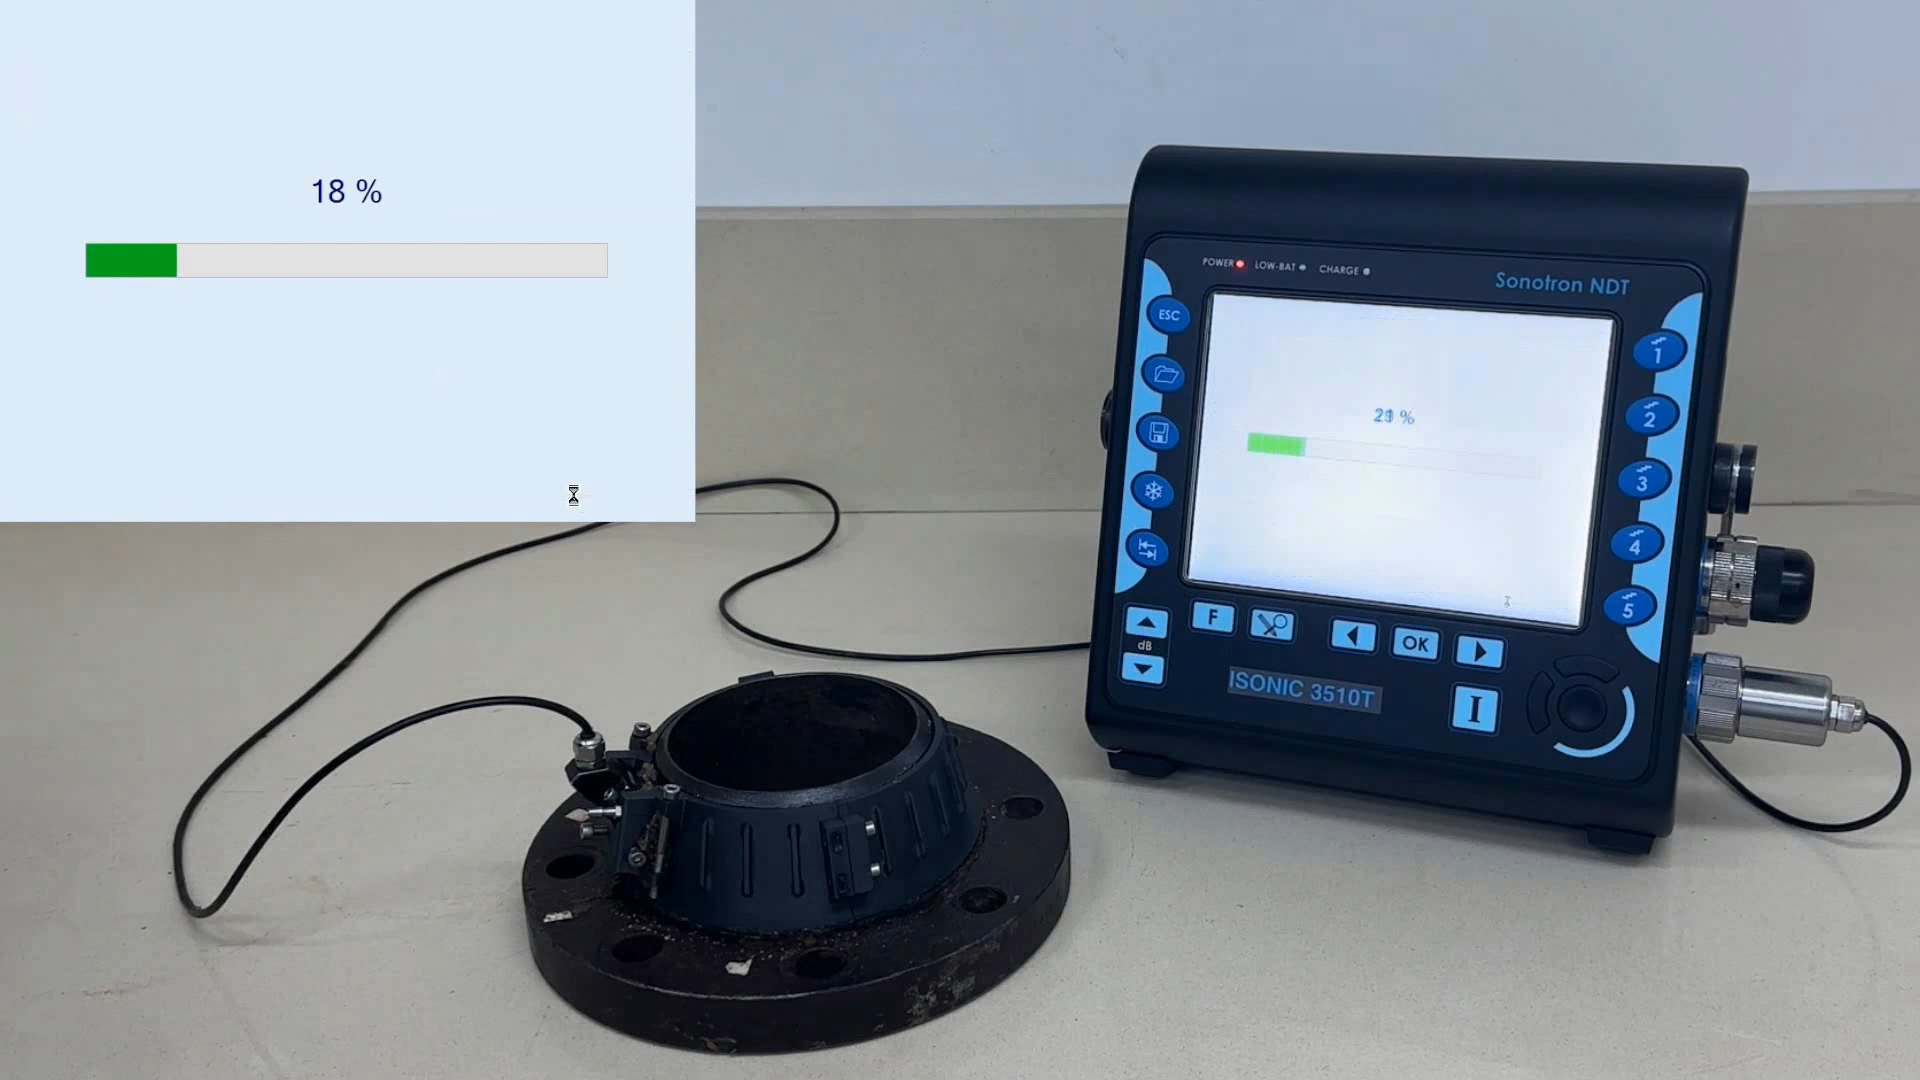 18 %
POWER LOW-BAT CHARGE
Sonotron NDT
ESC
1
2
3
4
5
%
F
OK
dB
ISONIC 3510T
I